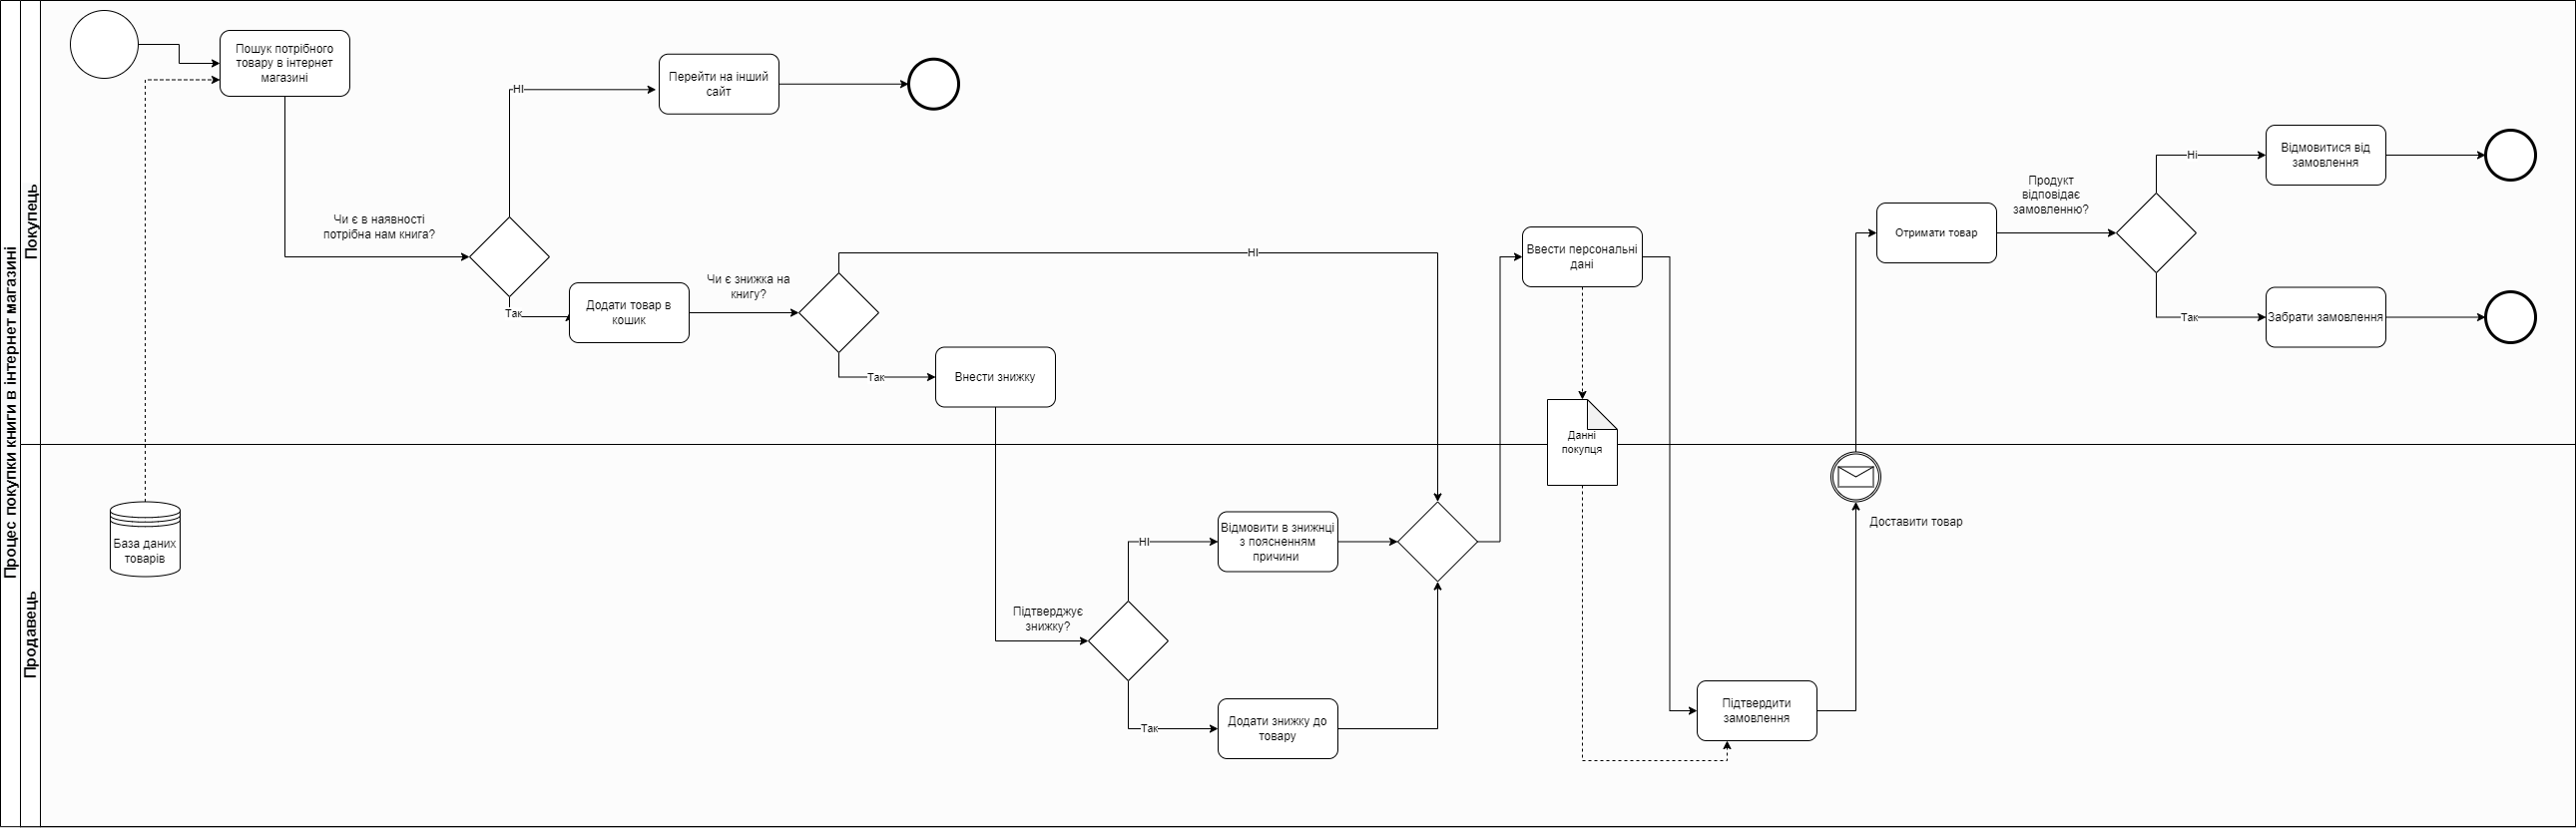 Процес покупки книги в інтернет магазині
Покупець
Продавець
Пошук потрібного
товару в інтернет
магазині
Перейти на інший
сайт
НІ
Чи є в наявності
потрібна нам книга?
Так
Додати товар в
кошик
Чи є знижка на
книгу?
НІ
Так
Внести знижку
База даних
товарів
Підтверджує
знижку?
НІ
Відмовити в знижнці
з поясненням
причини
Так
Додати знижку до
товару
Ввести персональні
дані
Данні
покупця
Підтвердити
замовлення
Доставити товар
Отримати товар
Продукт
відповідає
замовленню?
Ні
Відмовитися від
замовлення
Так
Забрати замовлення